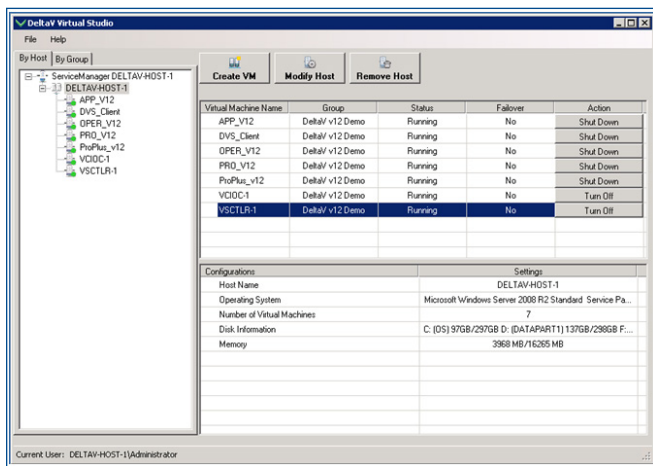 DeltaV Virtual Studio
File Help
By Host By Group
ServiceManager DELTAV-HOST-1
DELTAV-HOST-1
APP_V12
DVS_Client
OPER_V12
PRO_V12
ProPlus_v12
VCIOC-1
VSCTLR-1
Create VM Modify Host Remove Host
Virtual Machine Name Group Status Failover Action
APP_V12 DeltaV v12 Demo Running No Shut Down
DVS_Client DeltaV v12 Demo Running No Shut Down
OPER_V12 DeltaV v12 Demo Running No Shut Down
PRO_V12 DeltaV v12 Demo Running No Shut Down
ProPlus_v12 DeltaV v12 Demo Running No Shut Down
VCIOC-1 DeltaV v12 Demo Running No Turn Off
VSCTLR-1 DeltaV v12 Demo Running No Turn Off
Configurations Settings
Host Name DELTAV-HOST-1
Operating System Microsoft Windows Server 2008 R2 Standard Service Pa...
Number of Virtual Machines 7
Disk Information C: (OS) 97GB/297GB D: (DATAPART1) 137GB/298GB F:...
Memory 3968 MB/16265 MB
Current User: DELTAV-HOST-1\Administrator